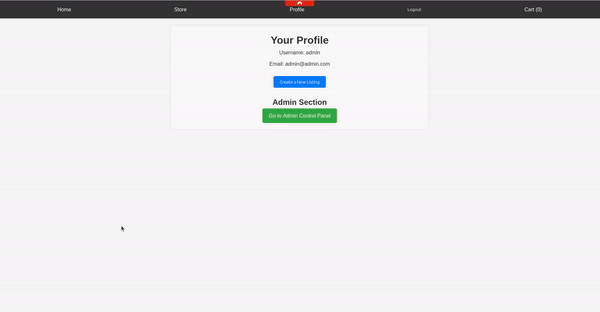 Home Store Profile Logout Cart (0)
Your Profile
Username: admin
Email: admin@admin.com
Create a New Listing
Admin Section
Go to Admin Control Panel